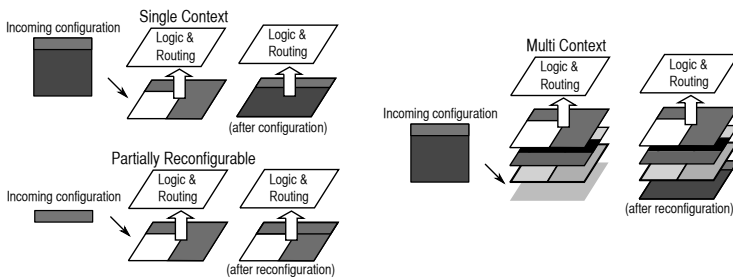 Single Context
Incoming configuration
Logic &
Routing
Logic &
Routing
(after configuration)
Partially Reconfigurable
Incoming configuration
Logic &
Routing
Logic &
Routing
(after reconfiguration)
Multi Context
Incoming configuration
Logic &
Routing
Logic &
Routing
(after reconfiguration)